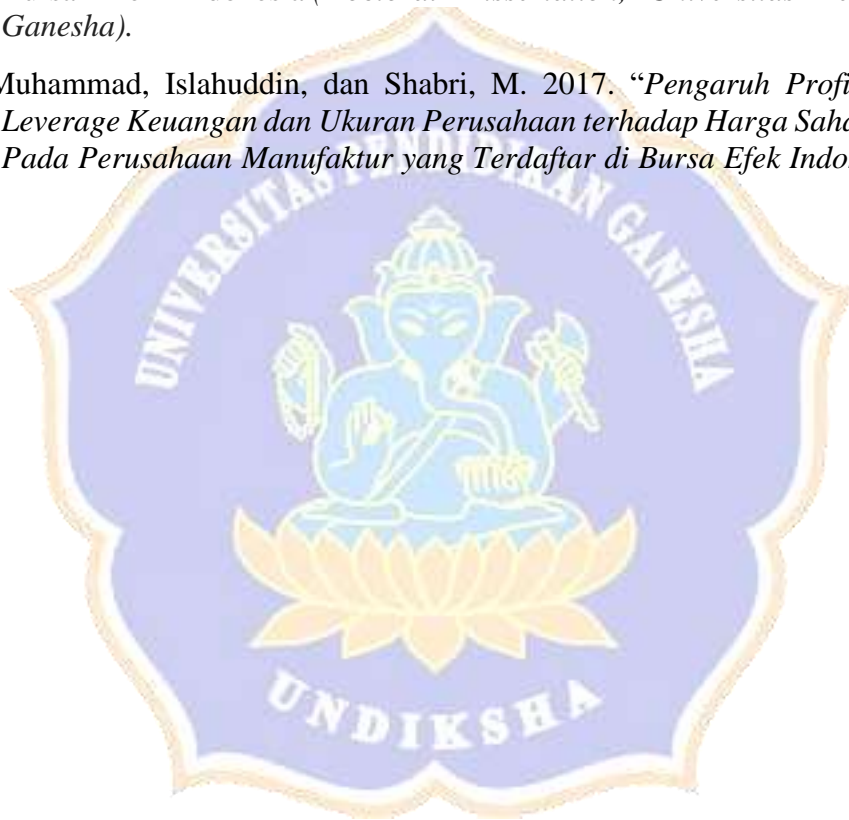 Ganesha).
Muhammad, Islahuddin, dan Shabri, M. 2017. “Pengaruh Profi
Leverage Keuangan dan Ukuran Perusahaan terhadap Harga Saha
Pada Perusahaan Manufaktur yang Terdaftar di Bursa Efek Indo
UNIVERSITAS PENDIDIKAN GANESHA
UNDIKSHA